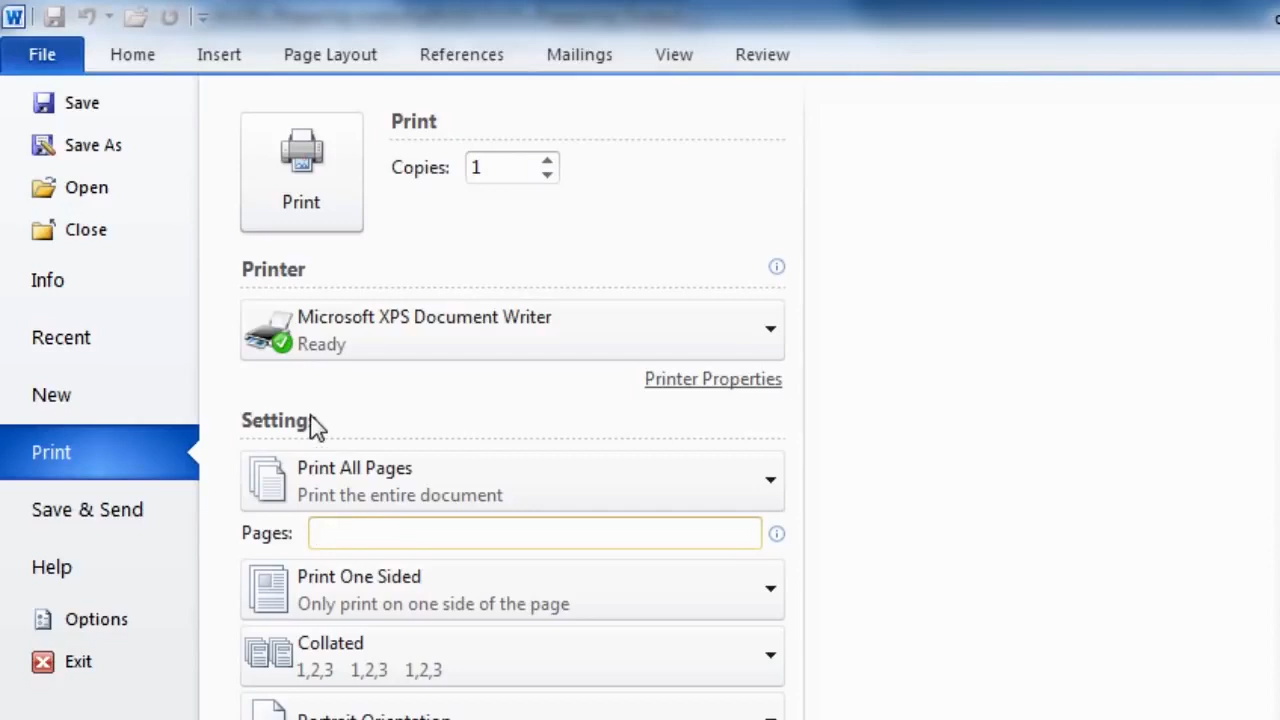 W
File Home Insert Page Layout References Mailings View Review
Save
Save As
Open
Close
Info
Recent
New
Print
Save & Send
Help
Options
Exit
Print
Print
Copies: 1
Printer
Microsoft XPS Document Writer
Ready
Printer Properties
Setting
Print All Pages
Print the entire document
Pages:
Print One Sided
Only print on one side of the page
Collated
1,2,3 1,2,3 1,2,3
Portrait Orientation